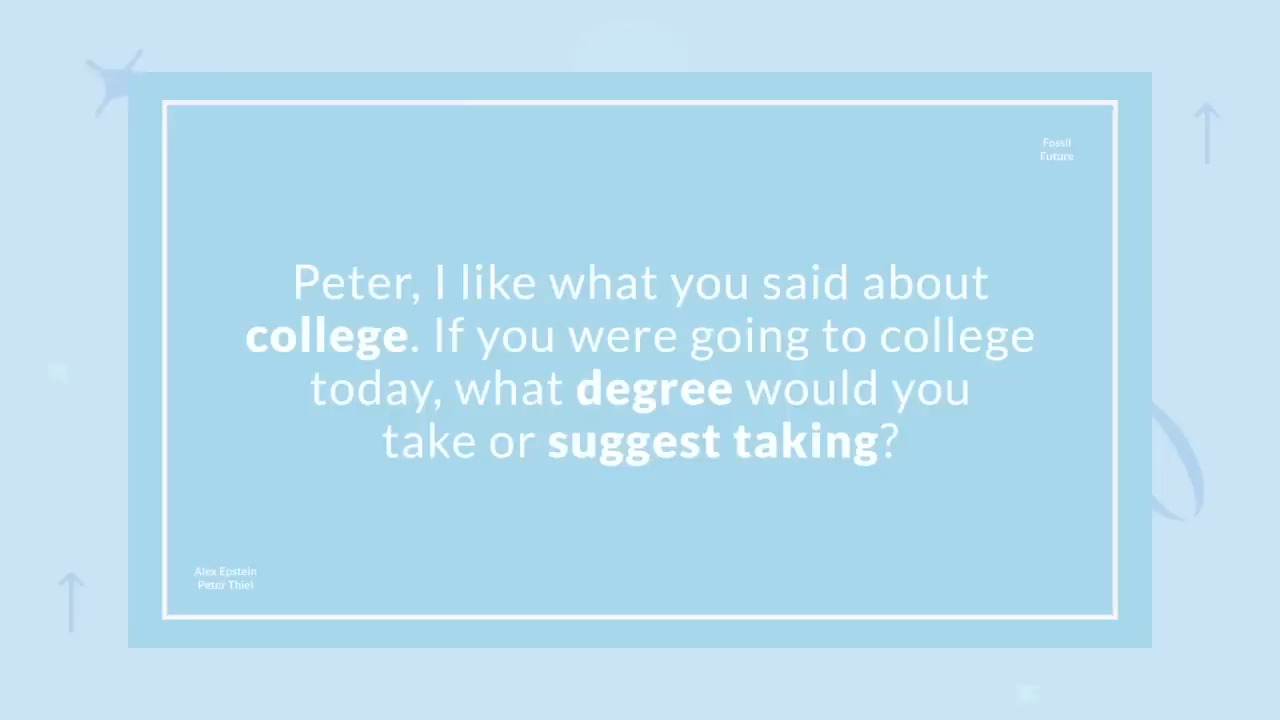 Fossil
Future
Peter, I like what you said about
college. If you were going to college
today, what degree would you
take or suggest taking?
Alex Epstein
Peter Thiel